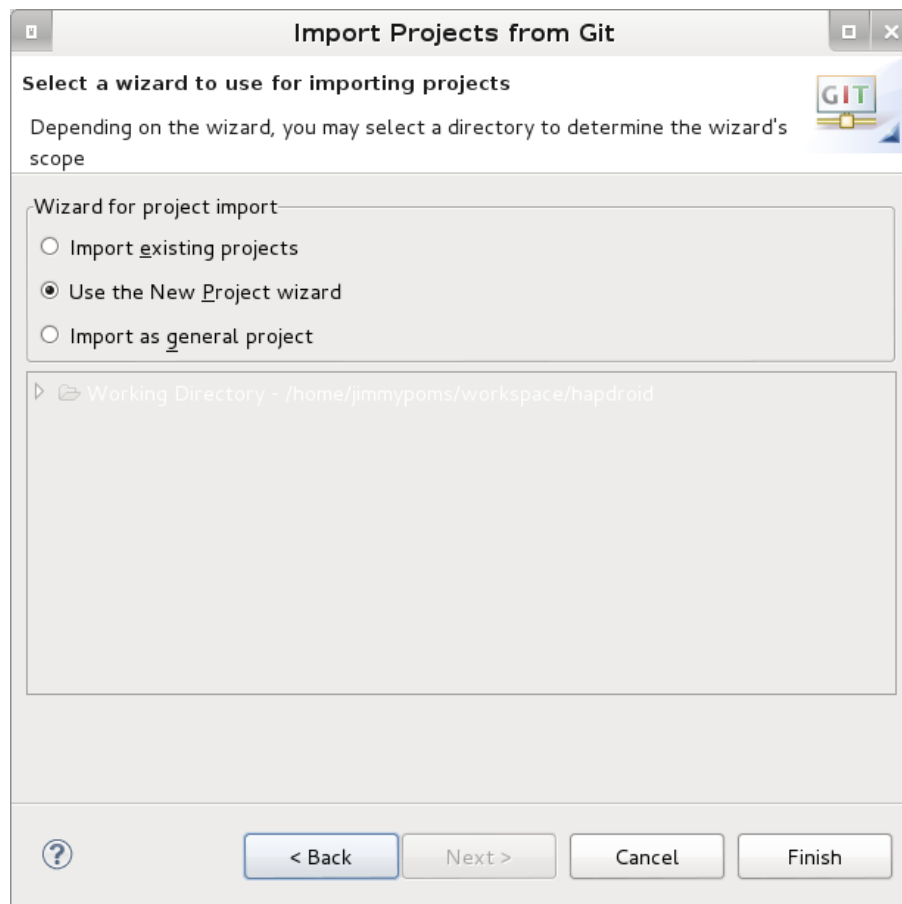 Import Projects from Git
Select a wizard to use for importing projects
Depending on the wizard, you may select a directory to determine the wizard's
scope
GIT
Wizard for project import
Import existing projects
Use the New Project wizard
Import as general project
Working Directory - /home/jimmypoms/workspace/hapdroid
?
< Back
Next >
Cancel
Finish